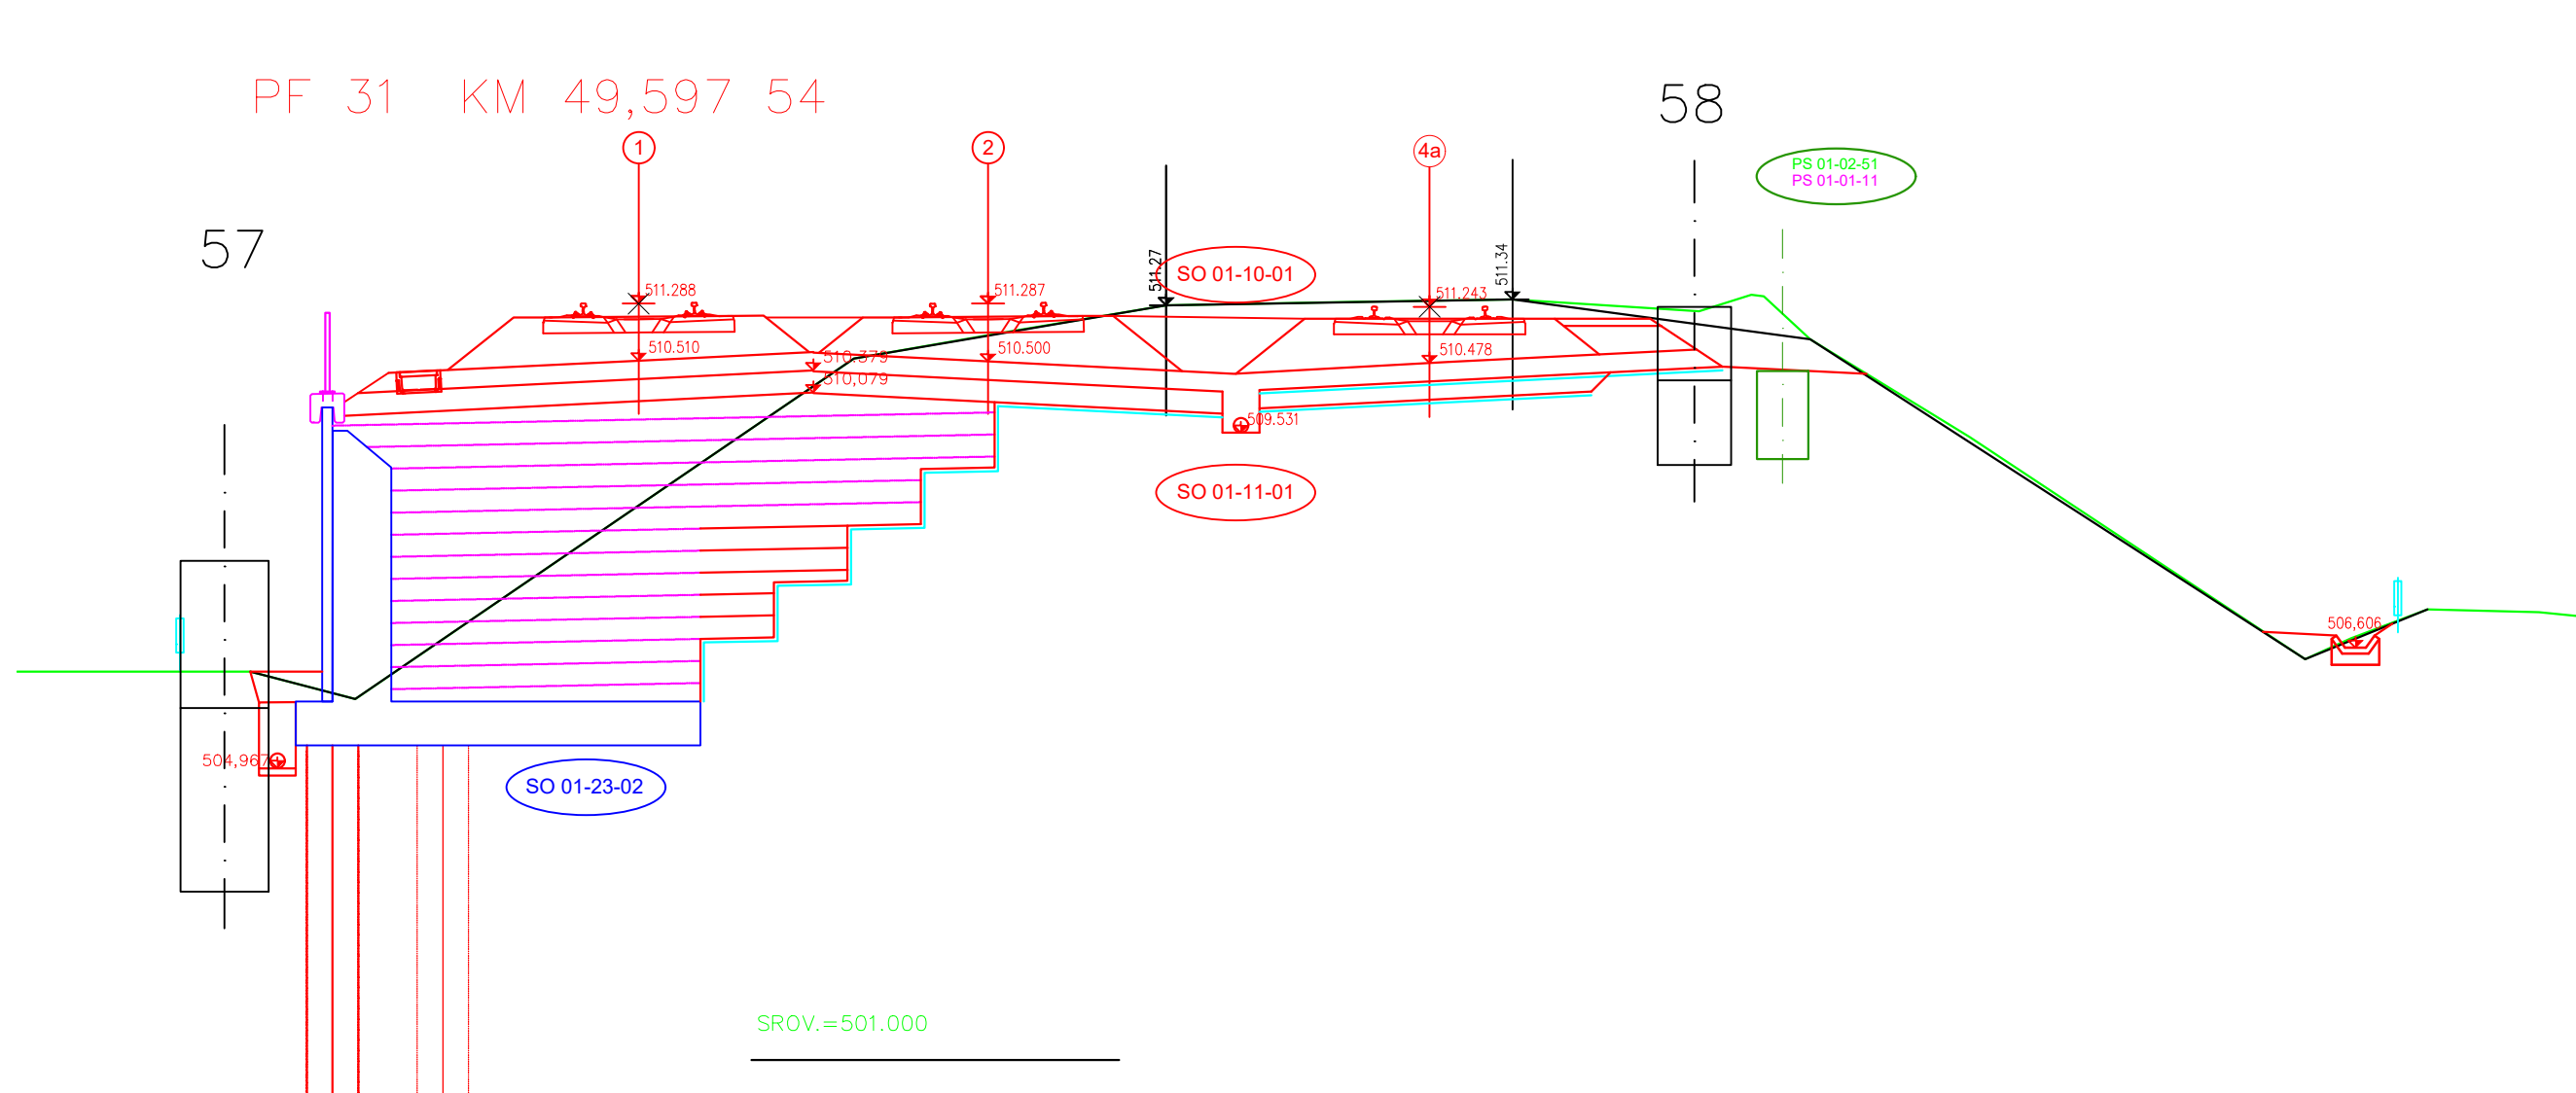 PF 31 KM 49,597 54
58
1
2
4a
PS 01-02-51
PS 01-01-11
57
511.27
SO 01-10-01
511.34
511.288
511.287
511.243
510.510
510.379
510.500
510.478
510,079
509.531
SO 01-11-01
506,606
504,967
SO 01-23-02
SROV.=501.000